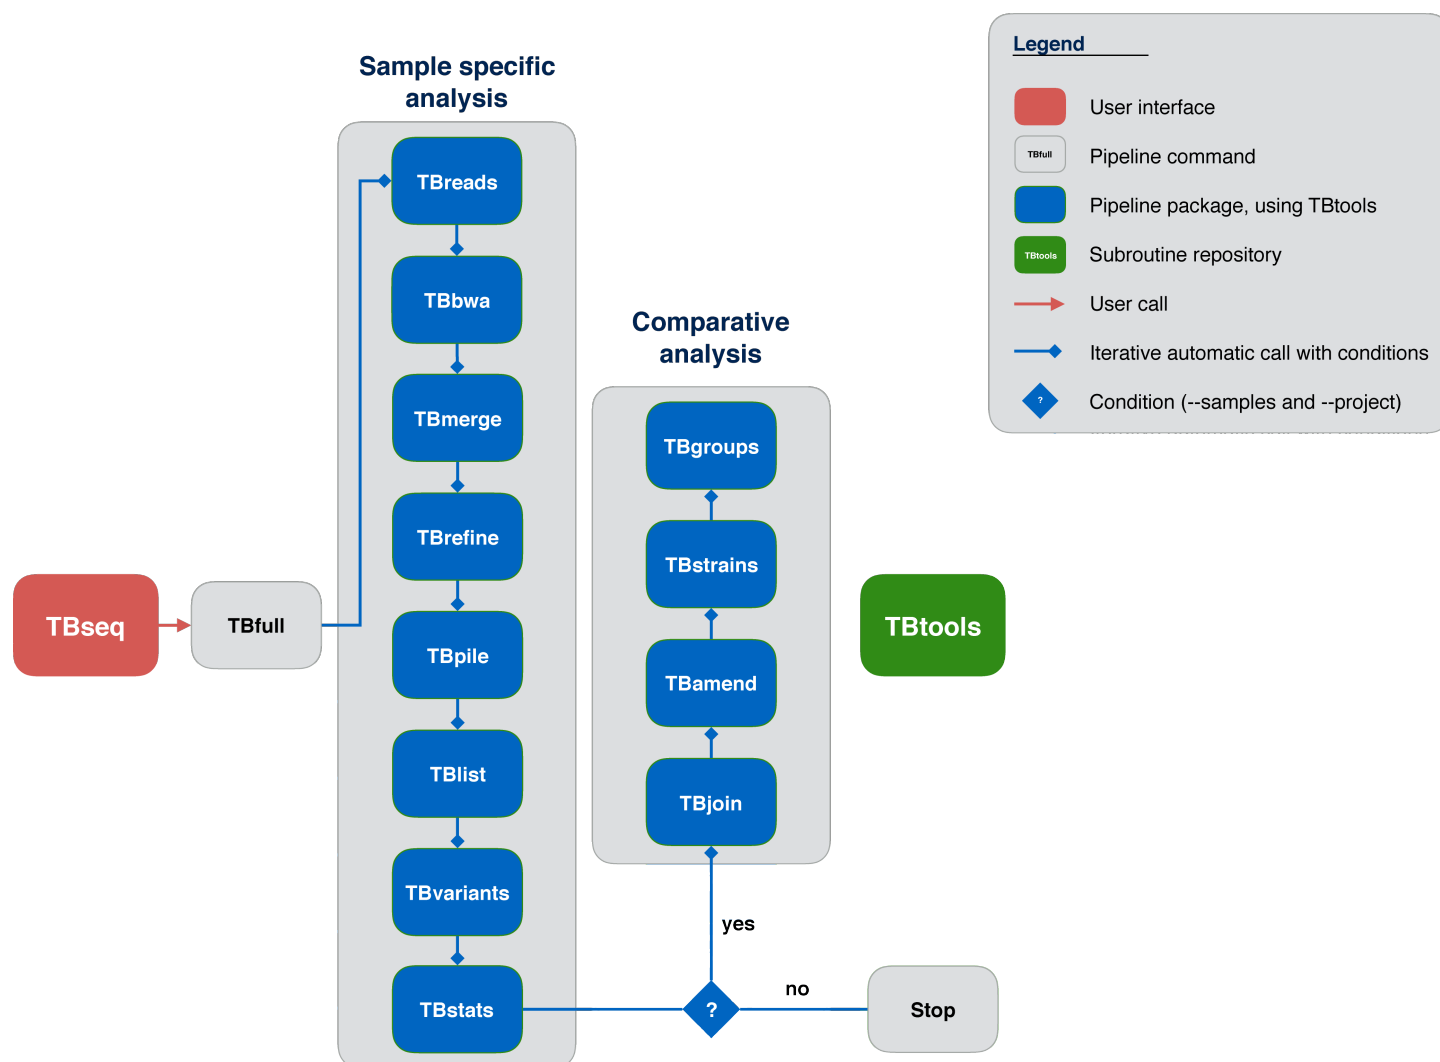 Sample specific
analysis
TBreads
TBbwa
TBmerge
TBrefine
TBpile
TBlist
TBvariants
TBstats
TBseq
TBfull
Comparative
analysis
TBgroups
TBstrains
TBamend
TBjoin
yes
?
no
Stop
TBtools
Legend
User interface
TBfull
Pipeline command
Pipeline package, using TBtools
TBtools
Subroutine repository
User call
Iterative automatic call with conditions
?
Condition (--samples and --project)